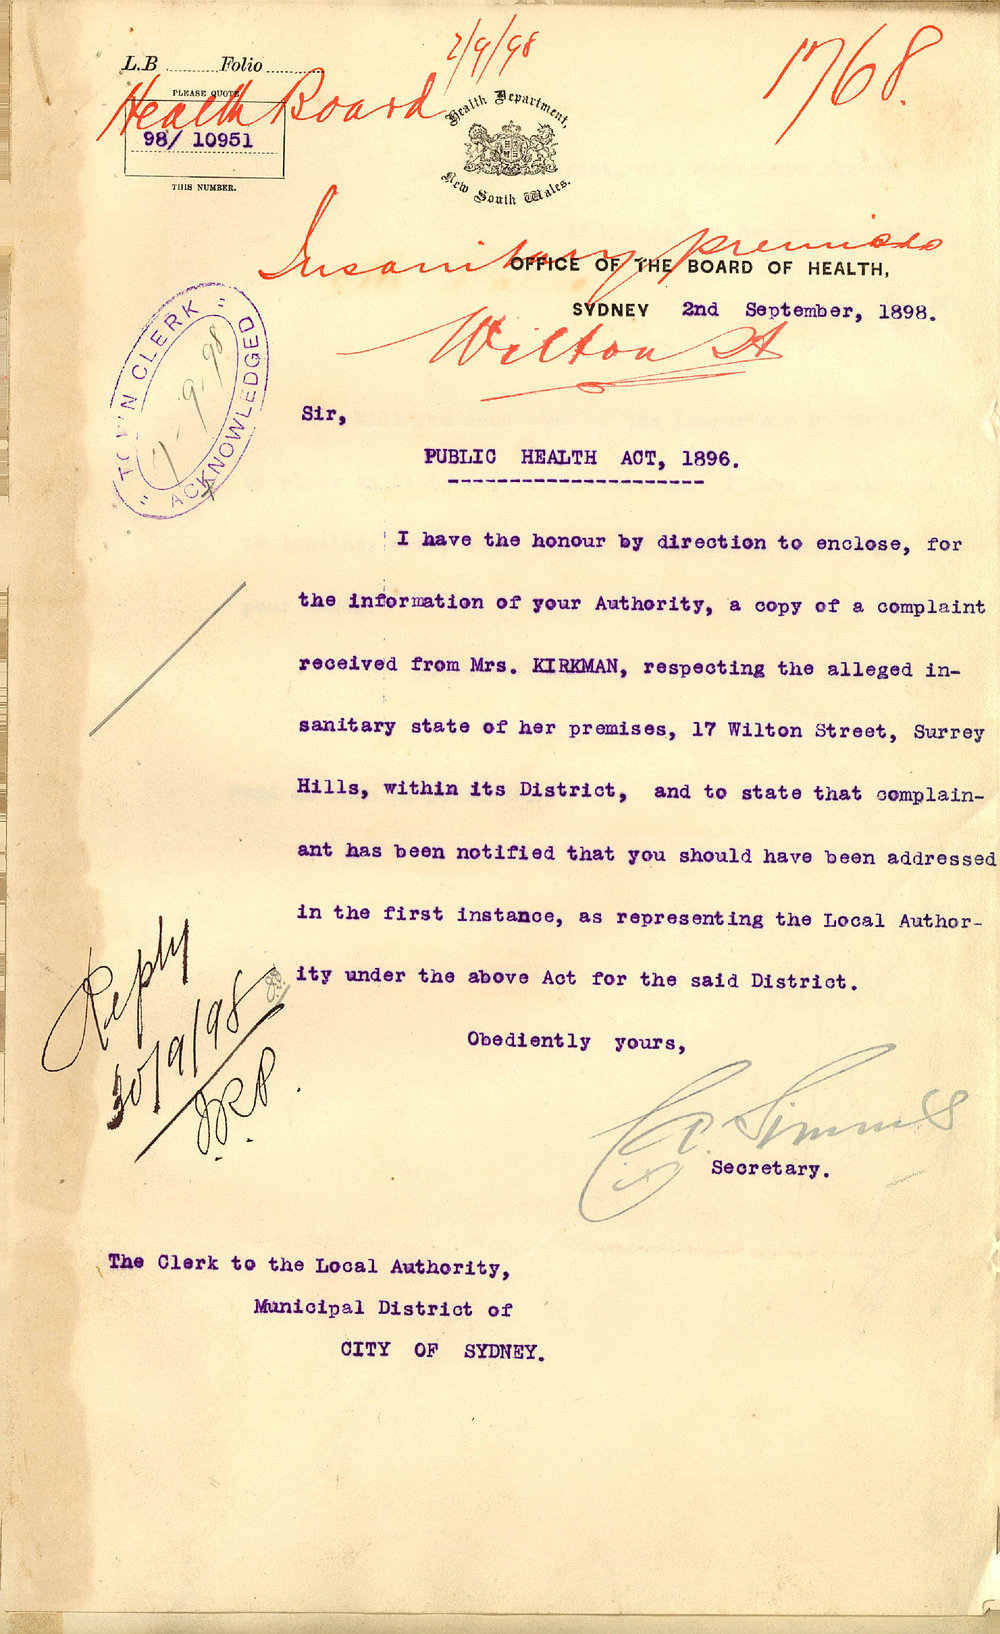 2/9/98
1768.
L.B ........ Folio ............
PLEASE QUOTE
Health Board
98/ 10951
THIS NUMBER.
Health Department,
New South Wales.
Insanitary premises
OFFICE OF THE BOARD OF HEALTH,
SYDNEY 2nd September, 1898.
Wilton St
"TOWN CLERK"
9.98
ACKNOWLEDGED
Sir,
PUBLIC HEALTH ACT, 1896.
---------------------
I have the honour by direction to enclose, for
the information of your Authority, a copy of a complaint
received from Mrs. KIRKMAN, respecting the alleged in-
sanitary state of her premises, 17 Wilton Street, Surrey
Hills, within its District, and to state that complain-
ant has been notified that you should have been addressed
in the first instance, as representing the Local Author-
ity under the above Act for the said District.
Reply
30/9/98
Obediently yours,
Simms
Secretary.
The Clerk to the Local Authority,
Municipal District of
CITY OF SYDNEY.